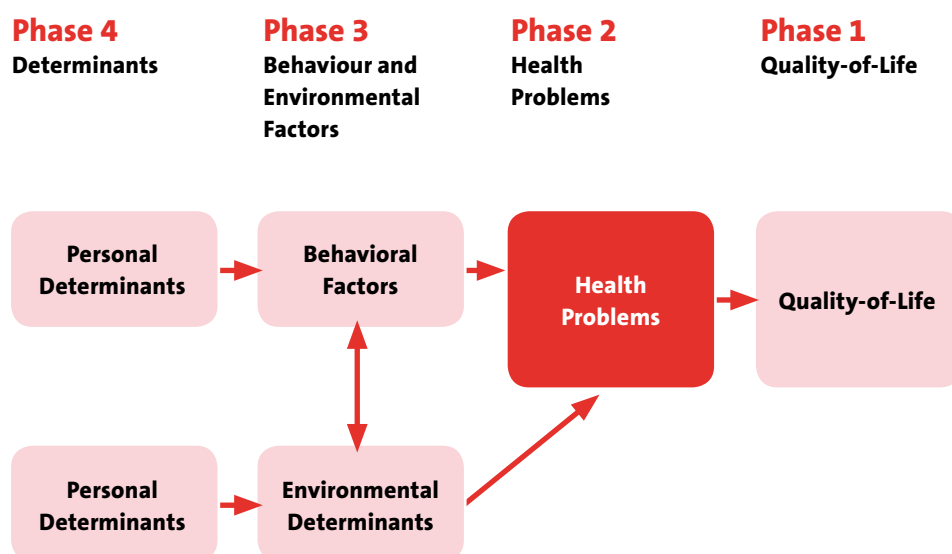 Phase 4
Determinants
Phase 3
Behaviour and
Environmental
Factors
Phase 2
Health
Problems
Phase 1
Quality-of-Life
Personal
Determinants
Behavioral
Factors
Health
Problems
Quality-of-Life
Personal
Determinants
Environmental
Determinants